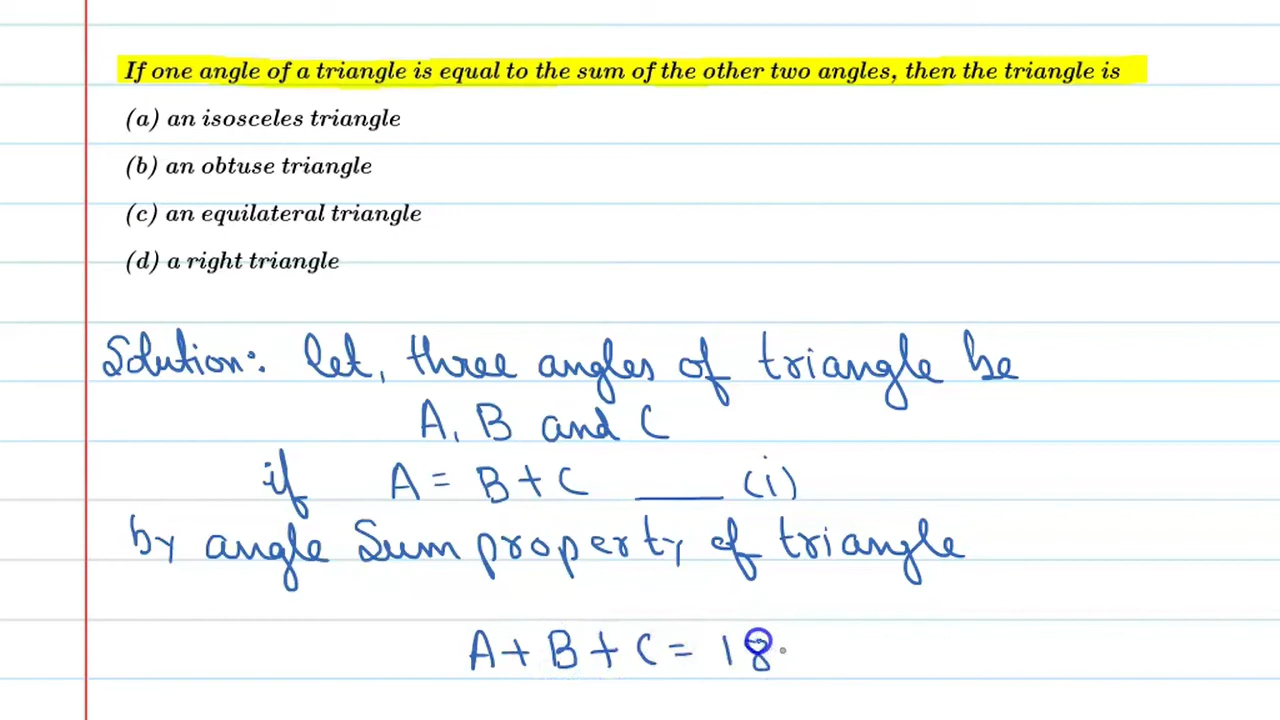 If one angle of a triangle is equal to the sum of the other two angles, then the triangle is
(a) an isosceles triangle
(b) an obtuse triangle
(c) an equilateral triangle
(d) a right triangle
Solution: let, three angles of triangle be
A, B and C
if A = B + C ___ (i)
by angle Sum property of triangle
A + B + C = 18